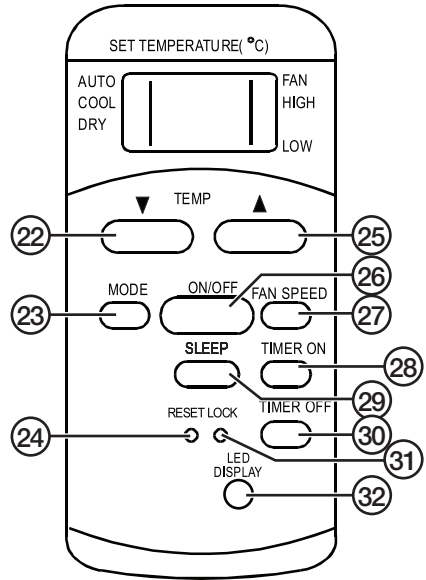 SET TEMPERATURE(°C)
AUTO
COOL
DRY
FAN
HIGH
LOW
▼ TEMP ▲
22
25
MODE
ON/OFF
FAN SPEED
26
23
27
SLEEP
TIMER ON
28
29
RESET LOCK
TIMER OFF
24
30
31
LED
DISPLAY
32